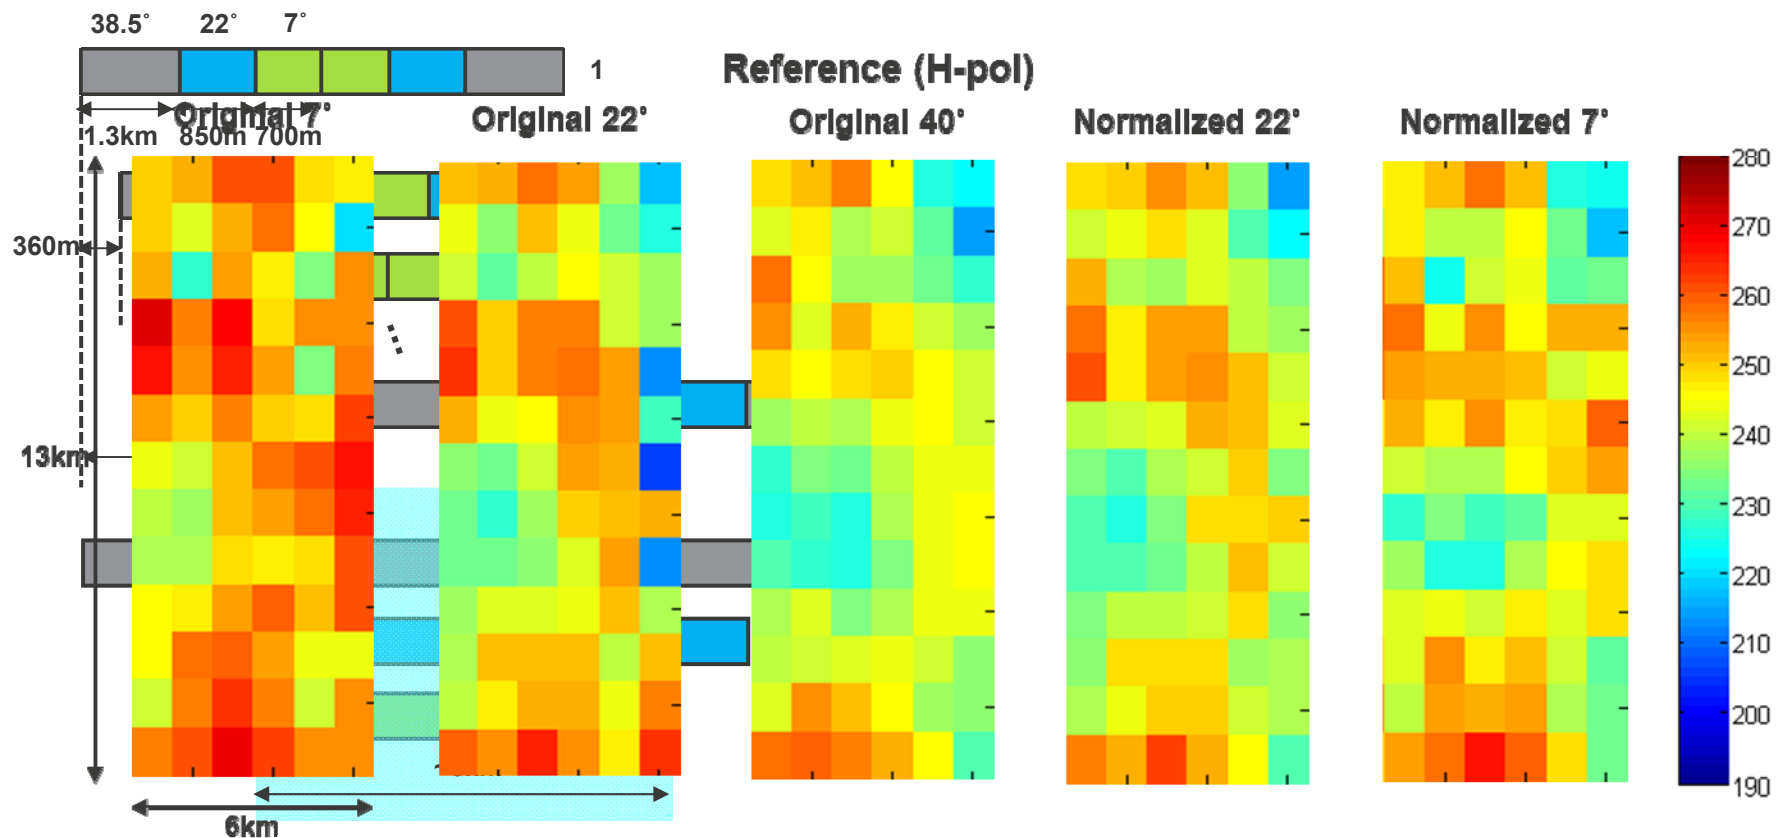 38.5° 22° 7°
1
Reference (H-pol)
Original 7° Original 22° Original 40° Normalized 22° Normalized 7°
1.3km 850m 700m
360m
13km
6km
280
270
260
250
240
230
220
210
200
190